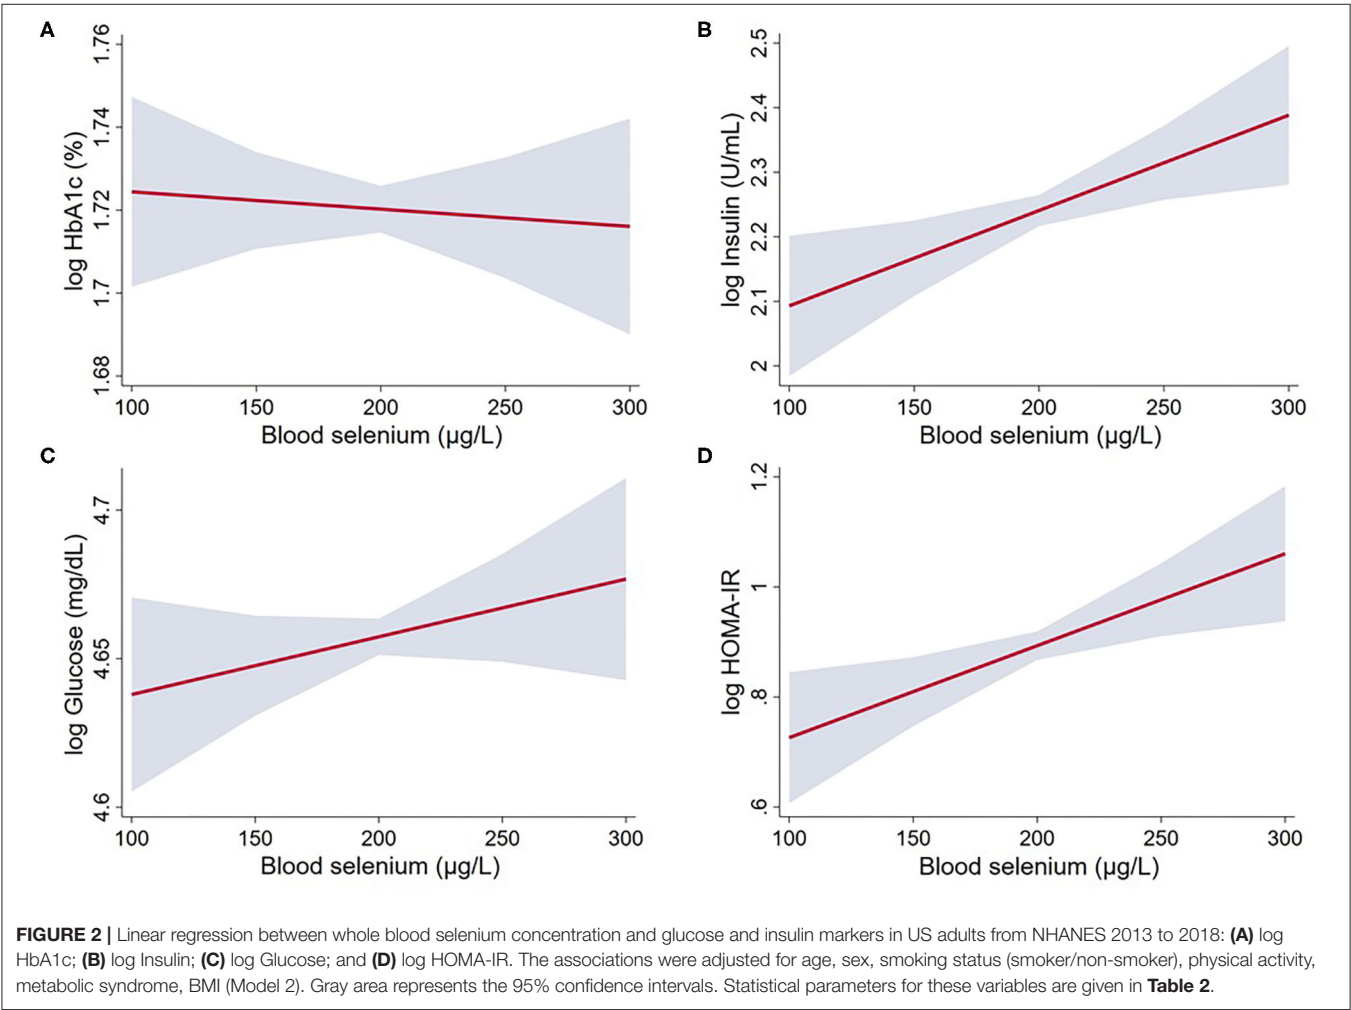 A
log HbA1c (%)
1.76
1.74
1.72
1.7
1.68
100 150 200 250 300
Blood selenium (µg/L)
B
log Insulin (U/mL)
2.5
2.4
2.3
2.2
2.1
2
100 150 200 250 300
Blood selenium (µg/L)
C
log Glucose (mg/dL)
4.7
4.65
4.6
100 150 200 250 300
Blood selenium (µg/L)
D
log HOMA-IR
1.2
1
.8
.6
100 150 200 250 300
Blood selenium (µg/L)
FIGURE 2 | Linear regression between whole blood selenium concentration and glucose and insulin markers in US adults from NHANES 2013 to 2018: (A) log
HbA1c; (B) log Insulin; (C) log Glucose; and (D) log HOMA-IR. The associations were adjusted for age, sex, smoking status (smoker/non-smoker), physical activity,
metabolic syndrome, BMI (Model 2). Gray area represents the 95% confidence intervals. Statistical parameters for these variables are given in Table 2.